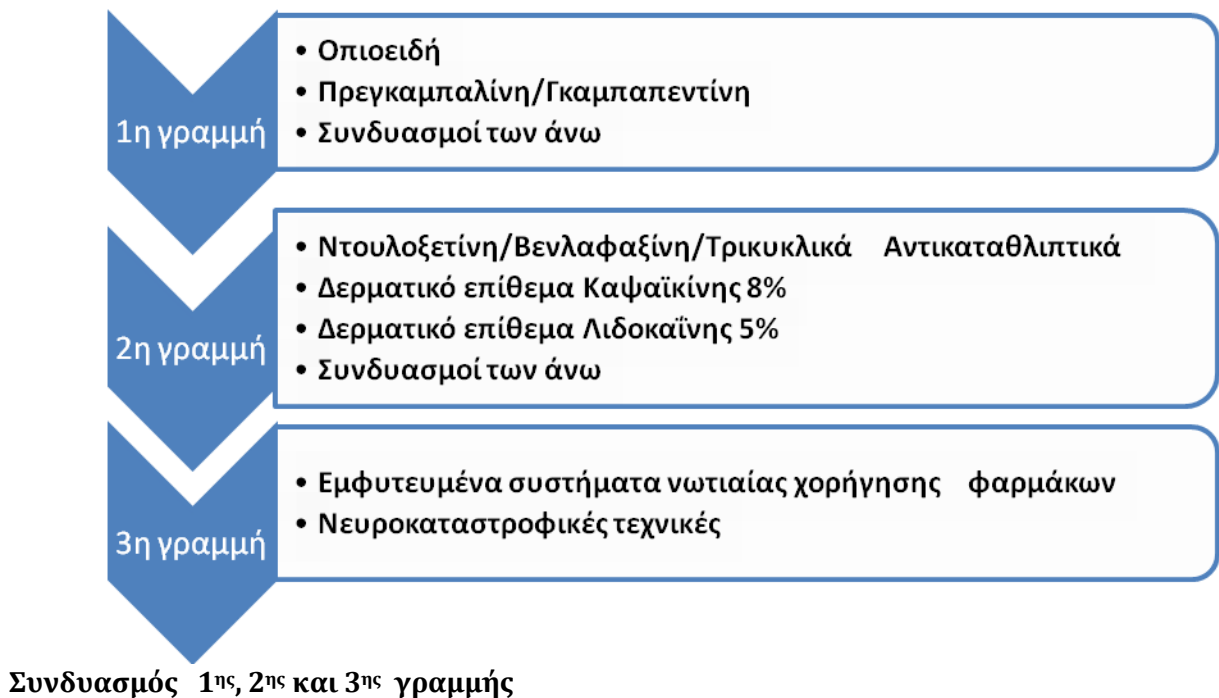 1η γραμμή
• Οπιοειδή
• Πρεγκαμπαλίνη/Γκαμπαπεντίνη
• Συνδυασμοί των άνω
2η γραμμή
• Ντουλοξετίνη/Βενλαφαξίνη/Τρικυκλικά Αντικαταθλιπτικά
• Δερματικό επίθεμα Καψαϊκίνης 8%
• Δερματικό επίθεμα Λιδοκαΐνης 5%
• Συνδυασμοί των άνω
3η γραμμή
• Εμφυτευμένα συστήματα νωτιαίας χορήγησης φαρμάκων
• Νευροκαταστροφικές τεχνικές
Συνδυασμός 1ης, 2ης και 3ης γραμμής